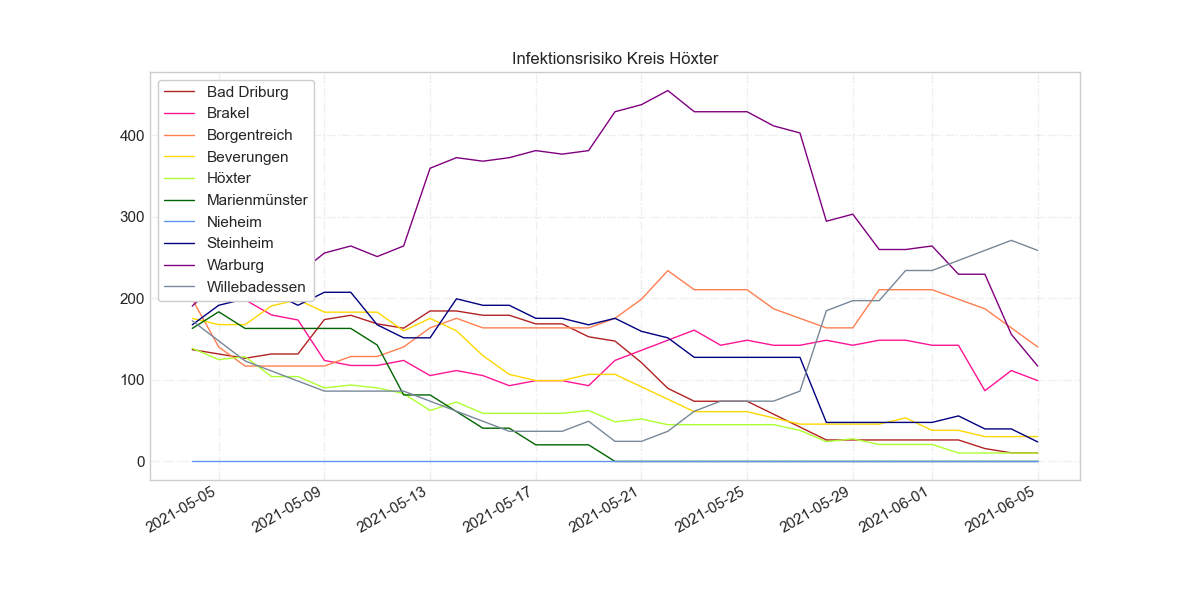 Infektionsrisiko Kreis Höxter
Bad Driburg
Brakel
Borgentreich
Beverungen
Höxter
Marienmünster
Nieheim
Steinheim
Warburg
Willebadessen
400
300
200
100
0
2021-05-05
2021-05-09
2021-05-13
2021-05-17
2021-05-21
2021-05-25
2021-05-29
2021-06-01
2021-06-05